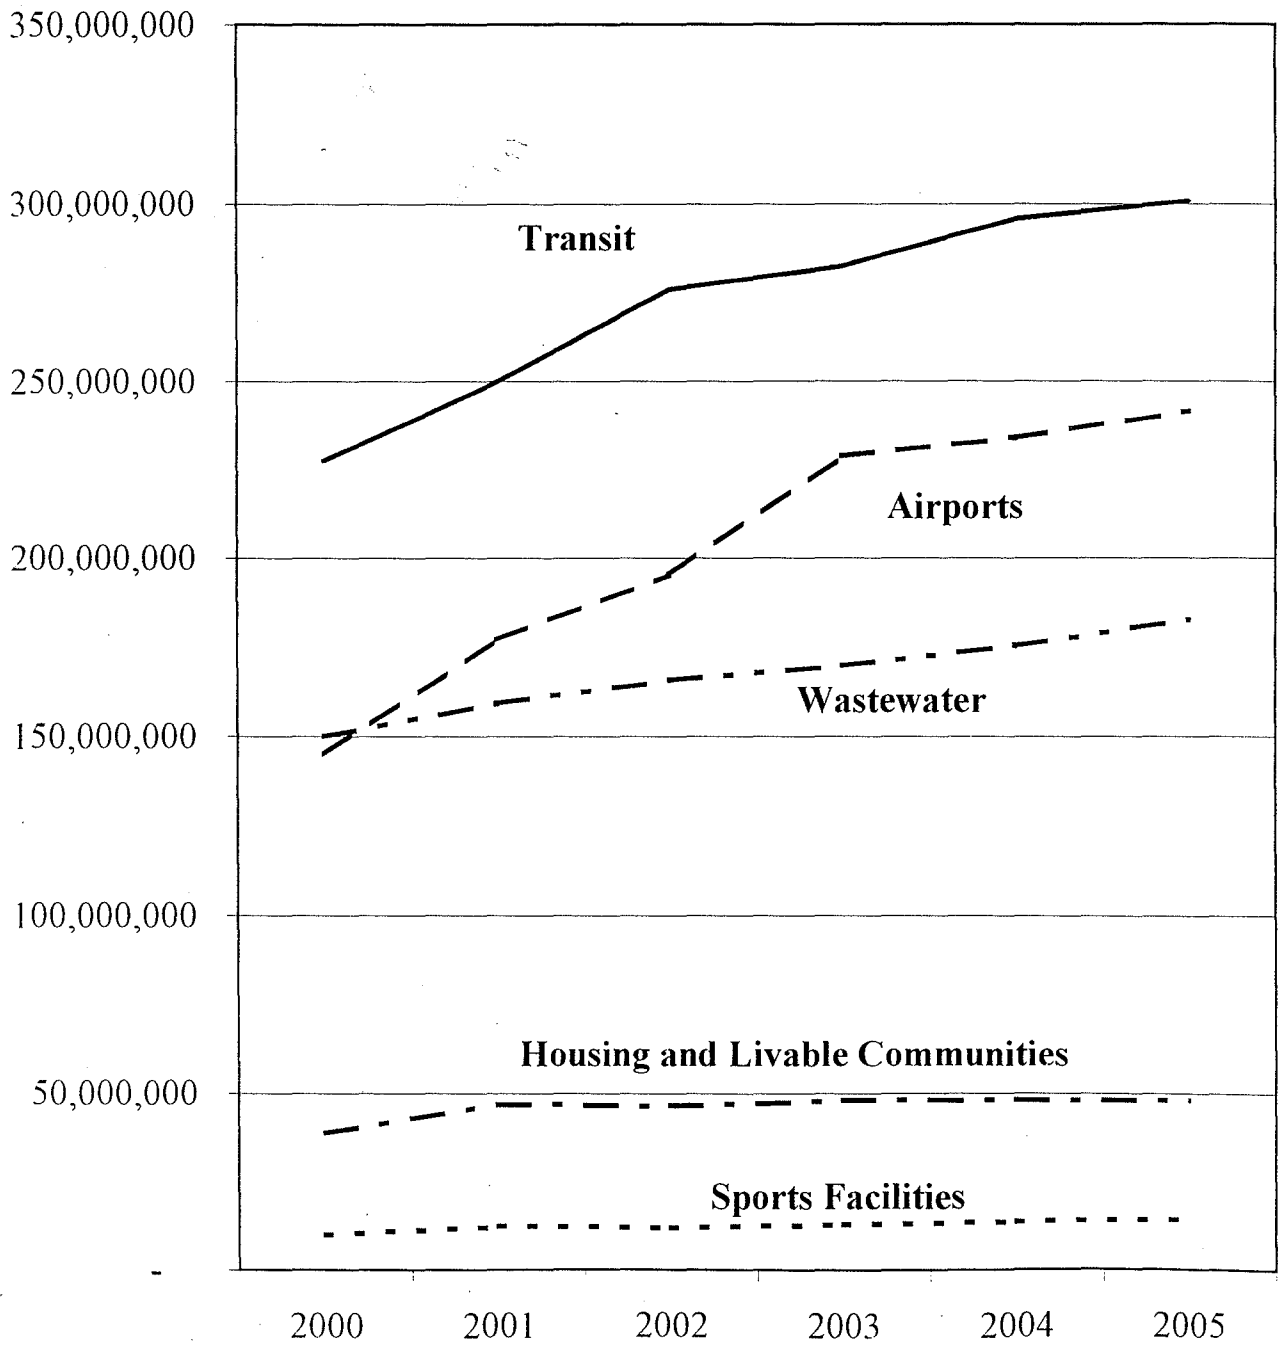 350,000,000
300,000,000
Transit
250,000,000
Airports
200,000,000
Wastewater
150,000,000
100,000,000
Housing and Livable Communities
50,000,000
Sports Facilities
-
2000 2001 2002 2003 2004 2005